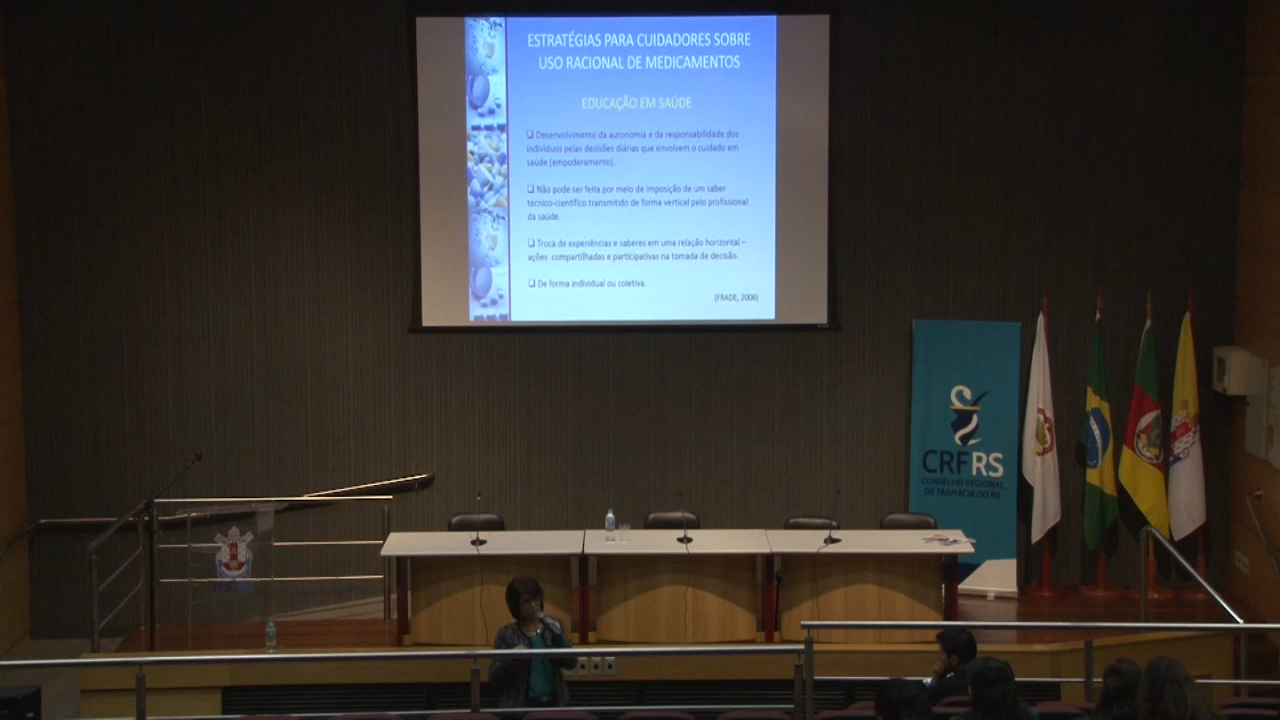 ESTRATÉGIAS PARA CUIDADORES SOBRE
USO RACIONAL DE MEDICAMENTOS
EDUCAÇÃO EM SAÚDE
❑ Desenvolvimento da autonomia e da responsabilidade dos
indivíduos pelas decisões diárias que envolvem o cuidado em
saúde (empoderamento).
❑ Não pode ser feita por meio de imposição de um saber
técnico-científico transmitido de forma vertical pelo profissional
da saúde.
❑ Troca de experiências e saberes em uma relação horizontal –
ações compartilhadas e participativas na tomada de decisão.
❑ De forma individual ou coletiva.
(FRADE, 2006)
CRFRS
CONSELHO REGIONAL
DE FARMÁCIA DO RS